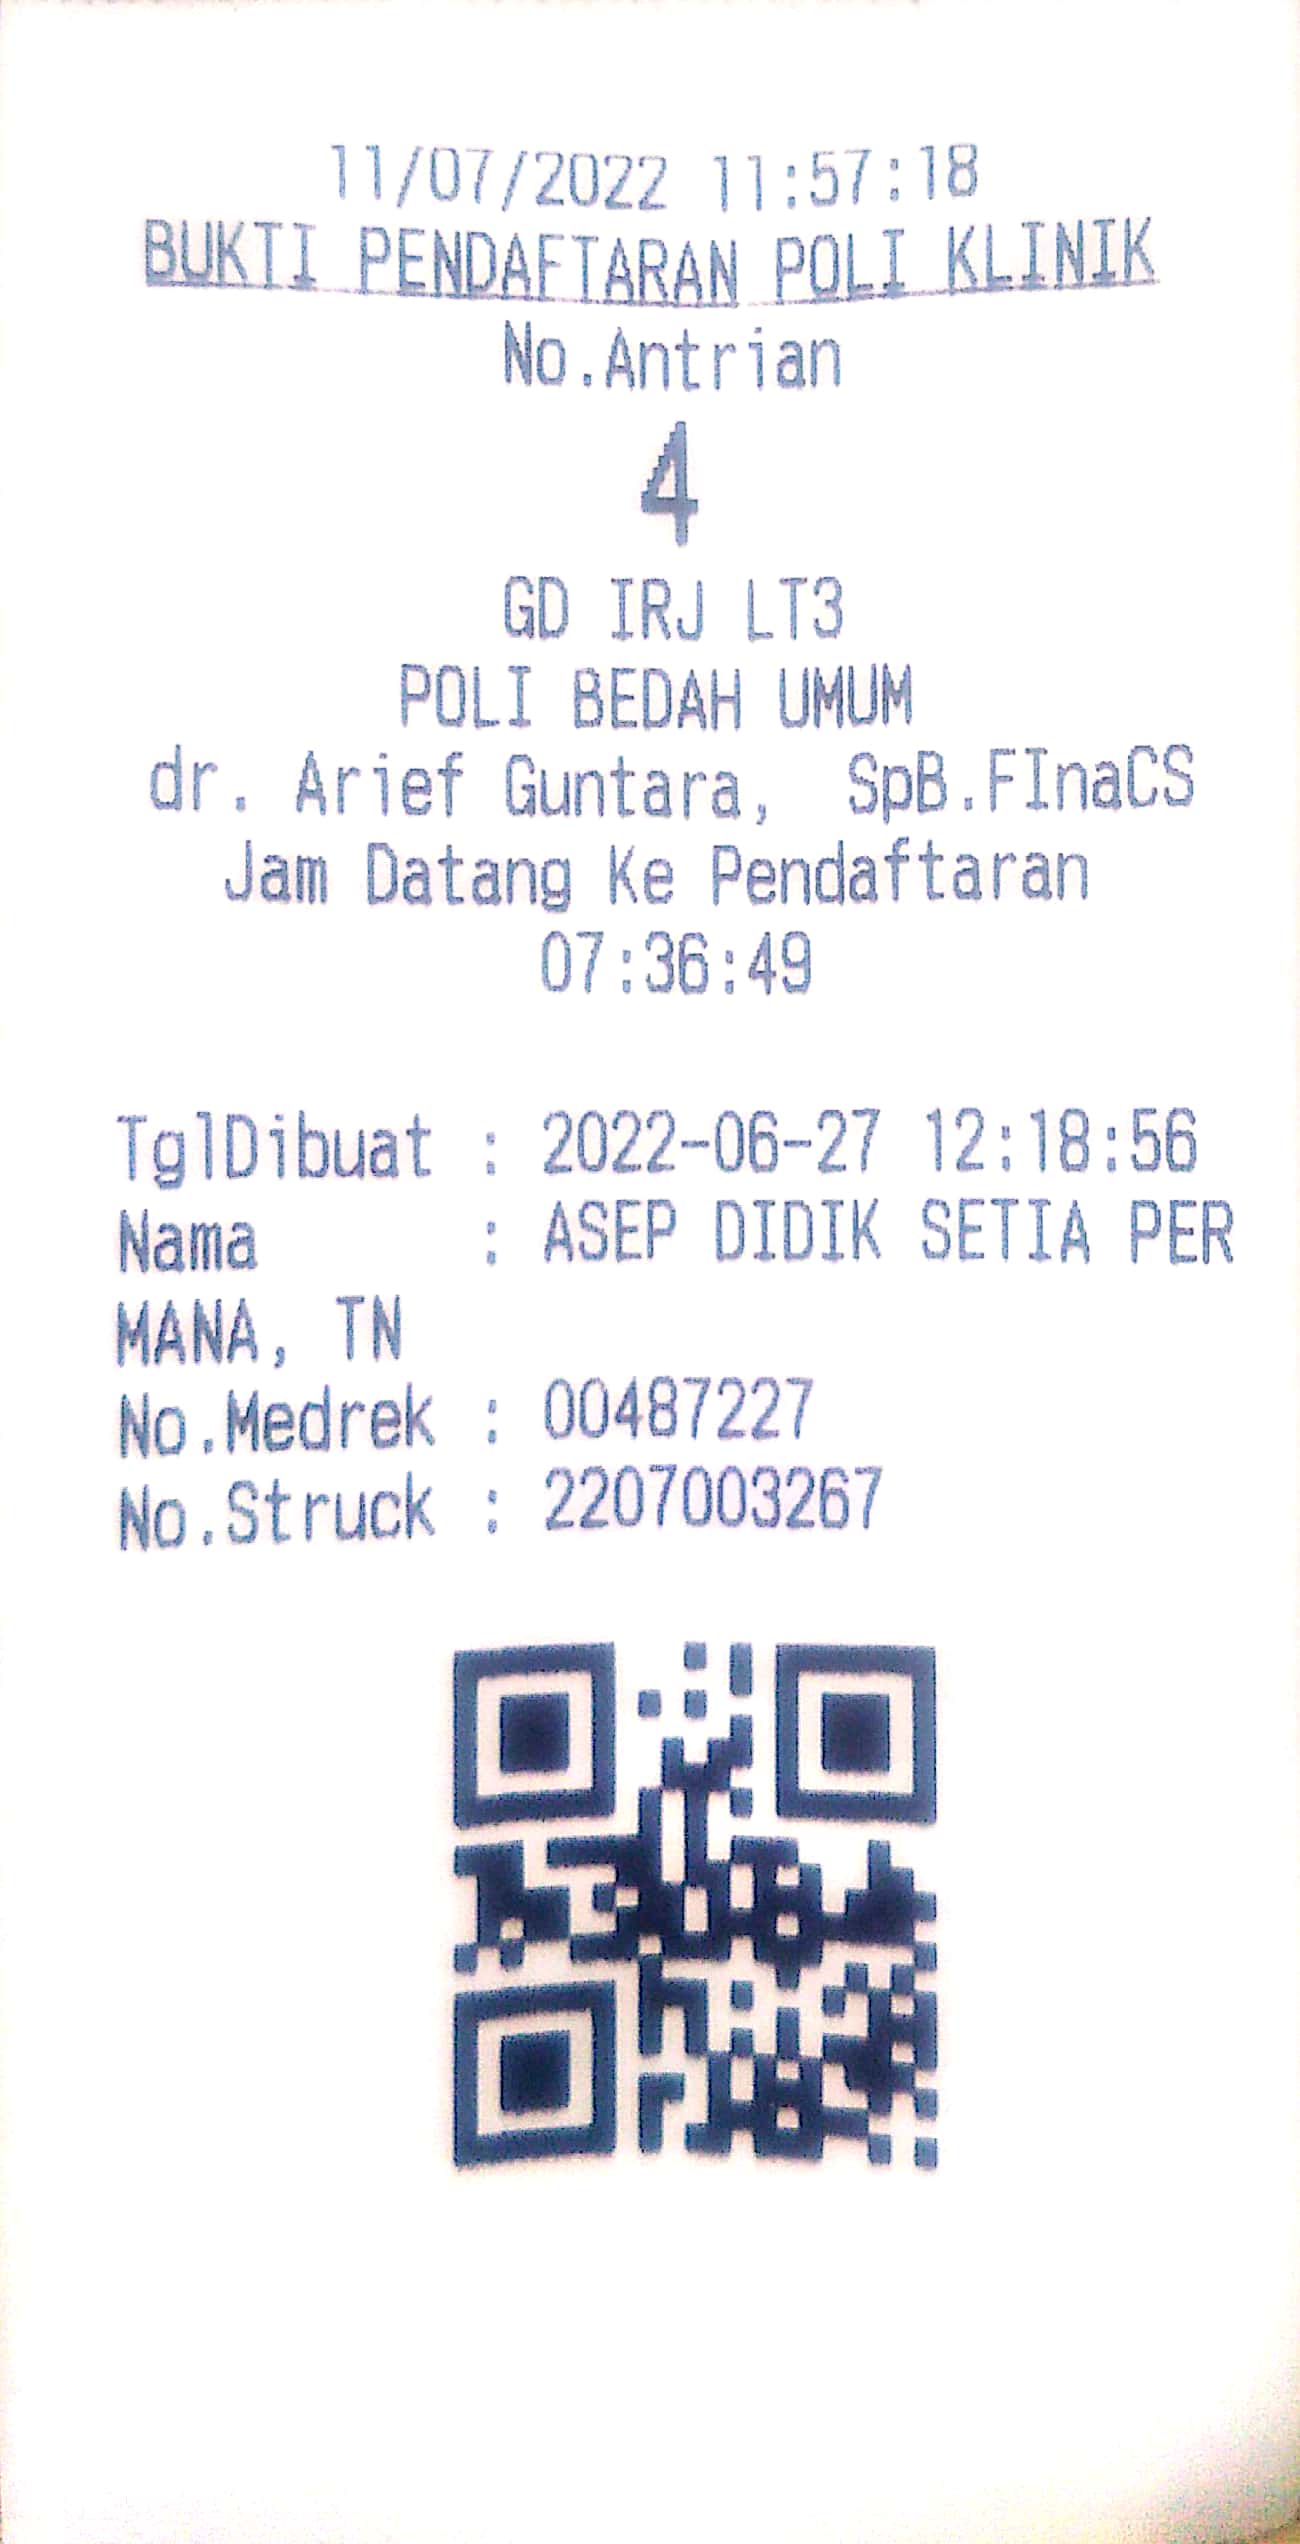 11/07/2022 11:57:18
BUKTI PENDAFTARAN POLI KLINIK
No.Antrian
4
GD IRJ LT3
POLI BEDAH UMUM
dr. Arief Guntara, SpB.FInaCS
Jam Datang Ke Pendaftaran
07:36:49
TglDibuat : 2022-06-27 12:18:56
Nama : ASEP DIDIK SETIA PER
MANA, TN
No.Medrek : 00487227
No.Struck : 2207003267